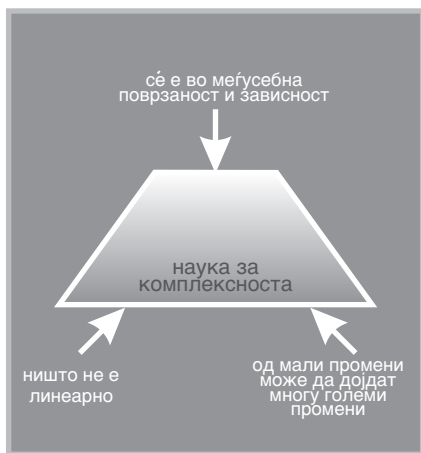 сѐ е во меѓусебна
поврзаност и зависност
наука за
комплексноста
ништо не е
линеарно
од мали промени
може да дојдат
многу големи
промени